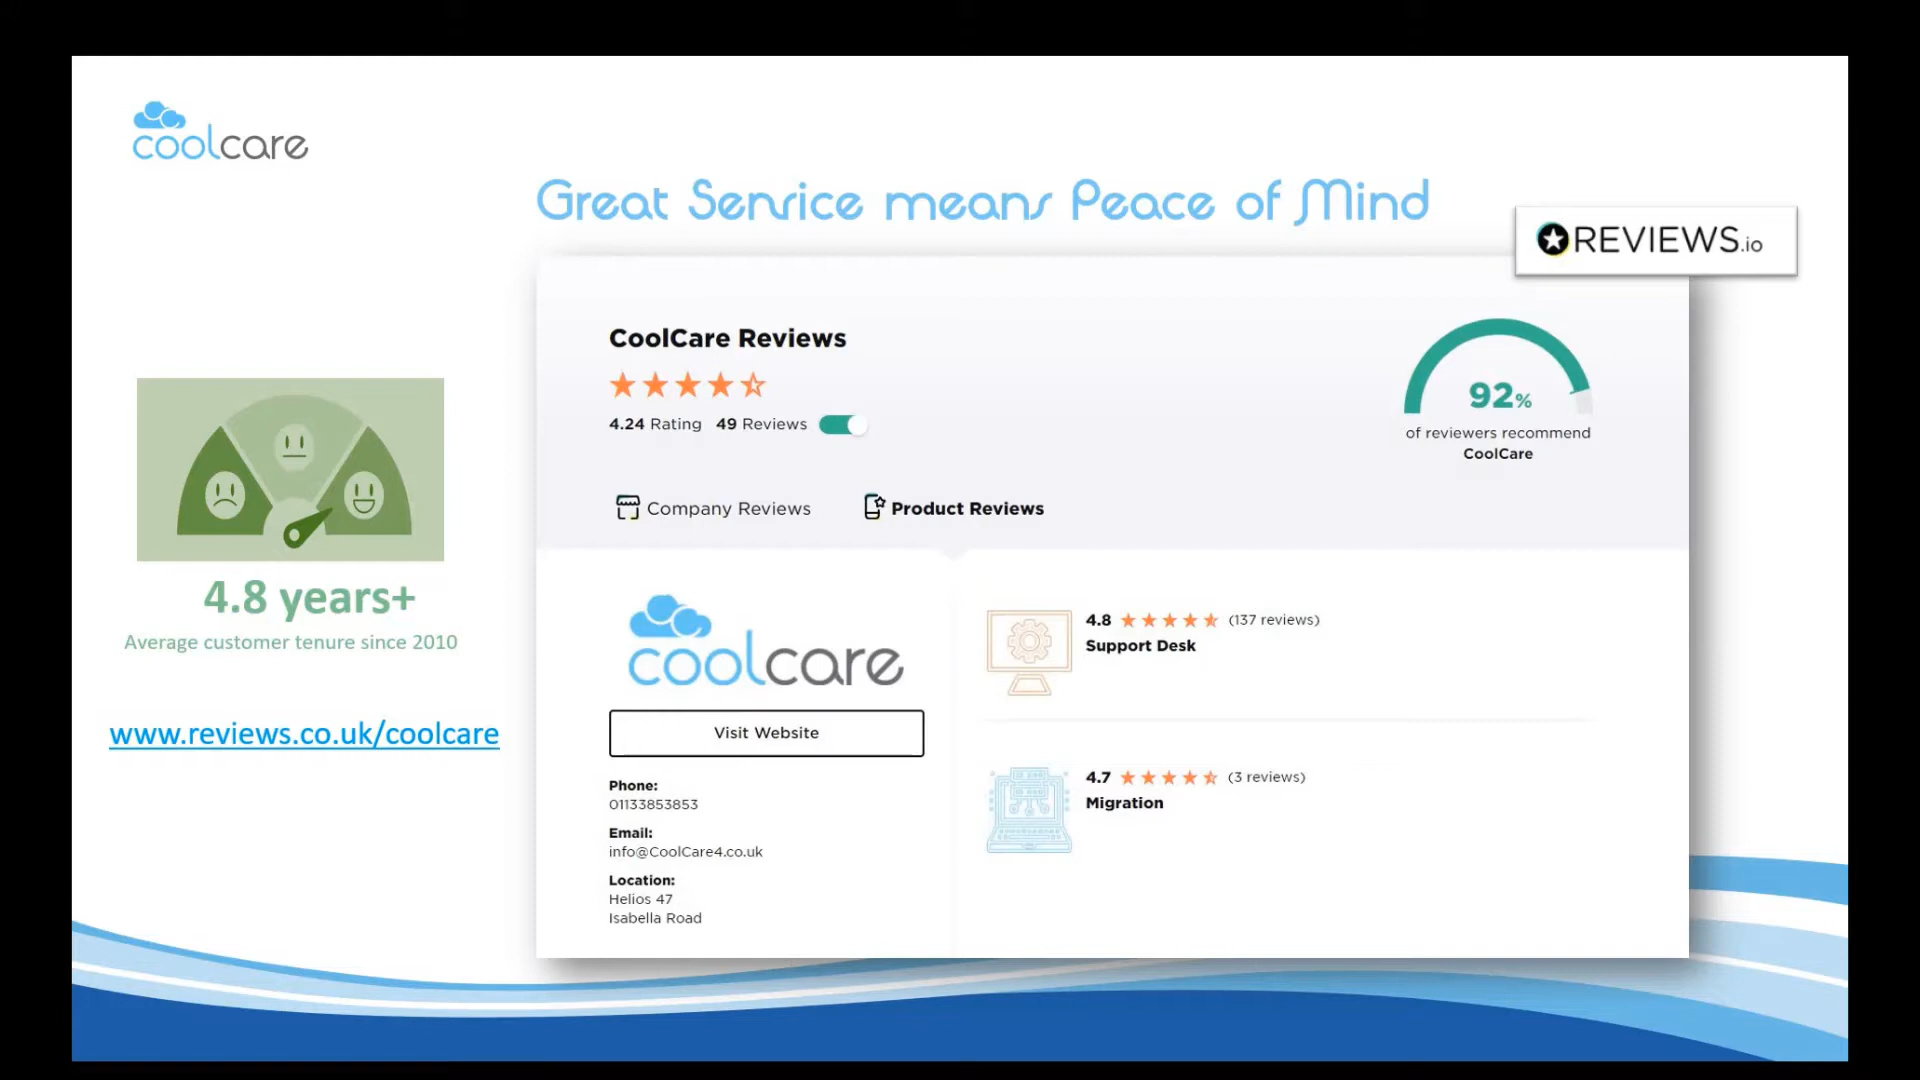 coolcare
Great Service means Peace of Mind
REVIEWS.io
CoolCare Reviews
4.24 Rating 49 Reviews
92%
of reviewers recommend
CoolCare
Company Reviews
Product Reviews
4.8 years+
Average customer tenure since 2010
www.reviews.co.uk/coolcare
coolcare
Visit Website
Phone:
01133853853
Email:
info@CoolCare4.co.uk
Location:
Helios 47
Isabella Road
4.8 (137 reviews)
Support Desk
4.7 (3 reviews)
Migration